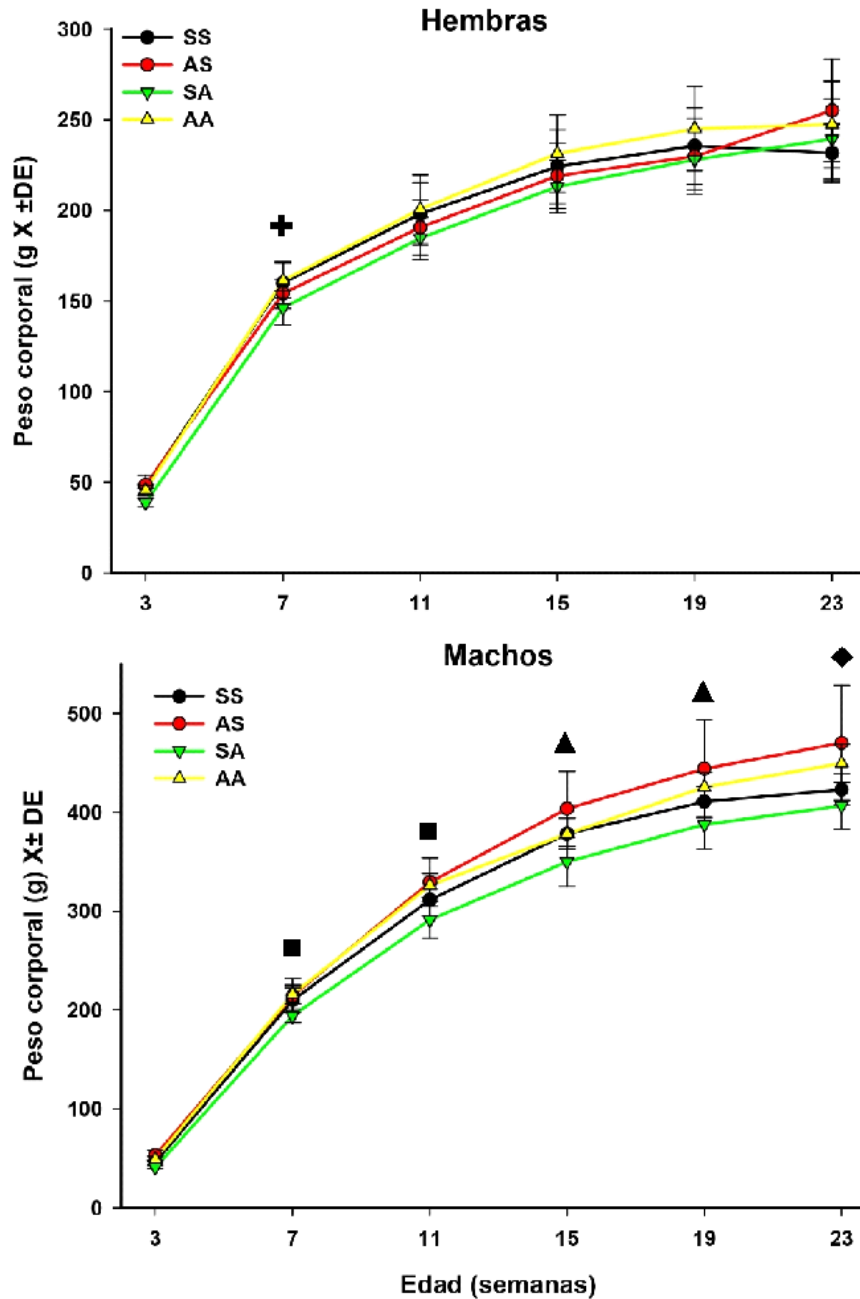 Hembras
SS
AS
SA
AA
Peso corporal (g X ±DE)
300
250
200
150
100
50
0
3 7 11 15 19 23
Machos
SS
AS
SA
AA
Peso corporal (g) X± DE
500
400
300
200
100
0
3 7 11 15 19 23
Edad (semanas)